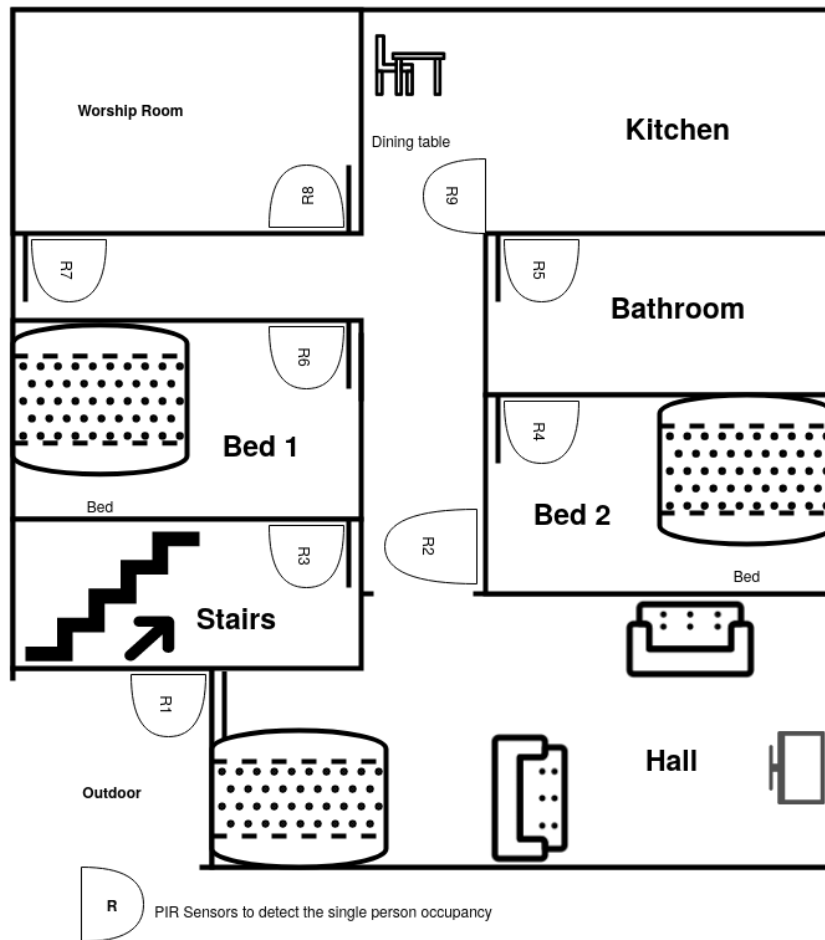 Worship Room
Kitchen
Dining table
R8
R9
R7
R5
Bathroom
R6
Bed 1
R4
Bed 2
Bed
R3
R2
Stairs
Bed
R1
Hall
Outdoor
R
PIR Sensors to detect the single person occupancy